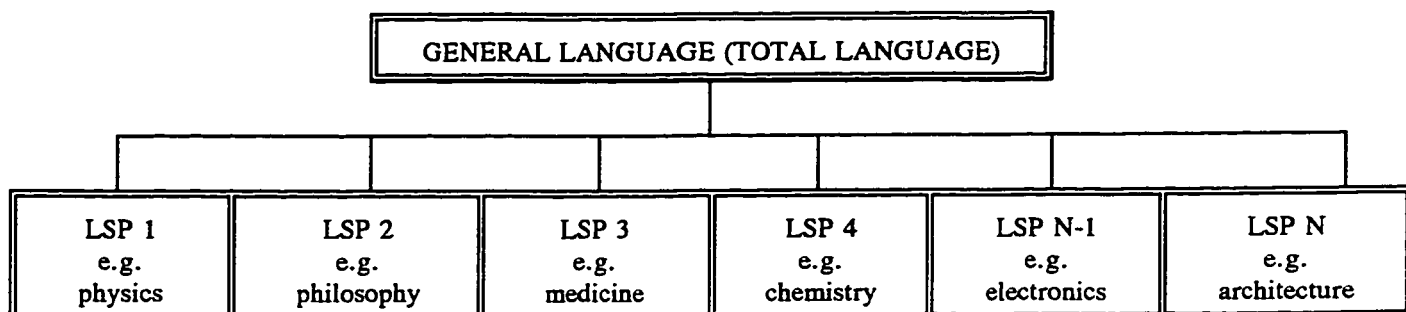 GENERAL LANGUAGE (TOTAL LANGUAGE)
LSP 1
e.g.
physics
LSP 2
e.g.
philosophy
LSP 3
e.g.
medicine
LSP 4
e.g.
chemistry
LSP N-1
e.g.
electronics
LSP N
e.g.
architecture